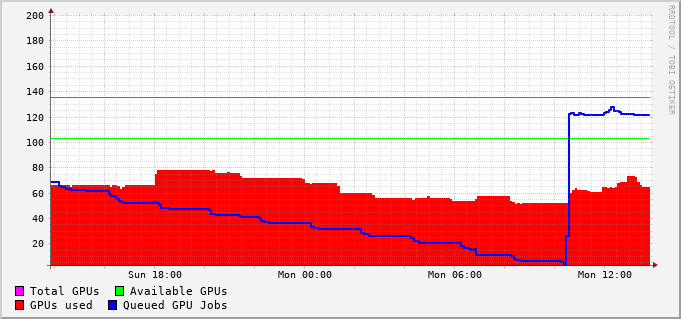 200
180
160
140
120
100
80
60
40
20
Sun 18:00 Mon 00:00 Mon 06:00 Mon 12:00
Total GPUs Available GPUs
GPUs used Queued GPU Jobs
RRDTOOL / TOBI OETIKER